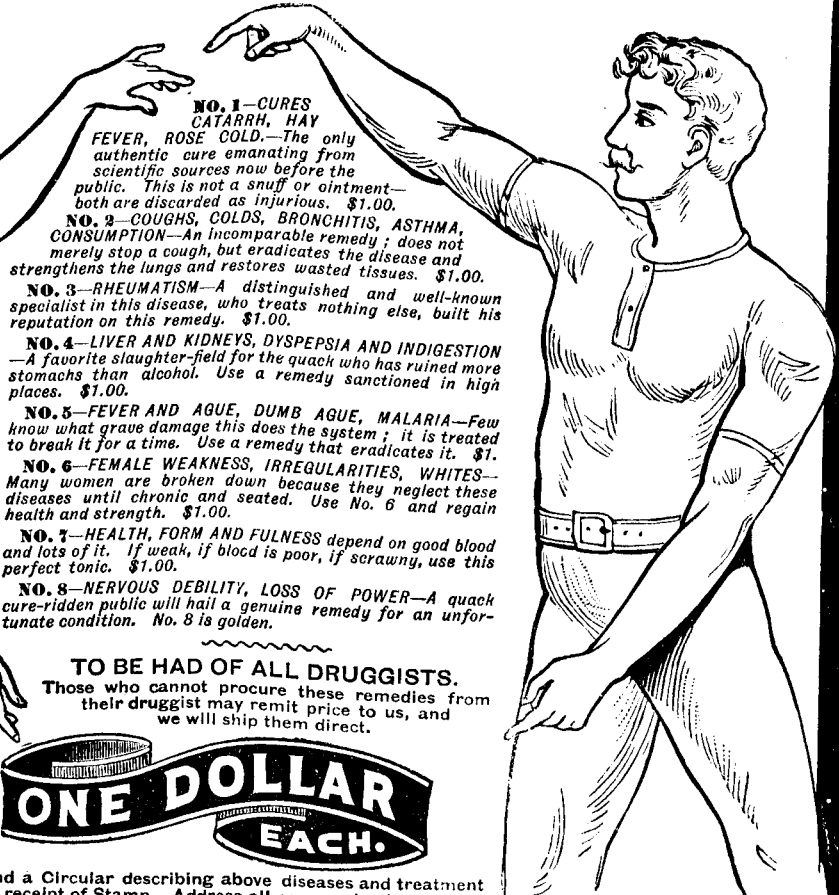 NO. 1—CURES
CATARRH, HAY
FEVER, ROSE COLD.—The only
authentic cure emanating from
scientific sources now before the
public. This is not a snuff or ointment—
both are discarded as injurious. $1.00.
NO. 2—COUGHS, COLDS, BRONCHITIS, ASTHMA,
CONSUMPTION—An incomparable remedy; does not
merely stop a cough, but eradicates the disease and
strengthens the lungs and restores wasted tissues. $1.00.
NO. 3—RHEUMATISM—A distinguished and well-known
specialist in this disease, who treats nothing else, built his
reputation on this remedy. $1.00.
NO. 4—LIVER AND KIDNEYS, DYSPEPSIA AND INDIGESTION
—A favorite slaughter-field for the quack who has ruined more
stomachs than alcohol. Use a remedy sanctioned in high
places. $1.00.
NO. 5—FEVER AND AGUE, DUMB AGUE, MALARIA—Few
know what grave damage this does the system; it is treated
to break it for a time. Use a remedy that eradicates it. $1.
NO. 6—FEMALE WEAKNESS, IRREGULARITIES, WHITES—
Many women are broken down because they neglect these
diseases until chronic and seated. Use No. 6 and regain
health and strength. $1.00.
NO. 7—HEALTH, FORM AND FULNESS depend on good blood
and lots of it. If weak, if blood is poor, if scrawny, use this
perfect tonic. $1.00.
NO. 8—NERVOUS DEBILITY, LOSS OF POWER—A quack
cure-ridden public will hail a genuine remedy for an unfor-
tunate condition. No. 8 is golden.
TO BE HAD OF ALL DRUGGISTS.
Those who cannot procure these remedies from
their druggist may remit price to us, and
we will ship them direct.
ONE DOLLAR
EACH.
a Circular describing above diseases and treatment
receipt of Stamp. Address all